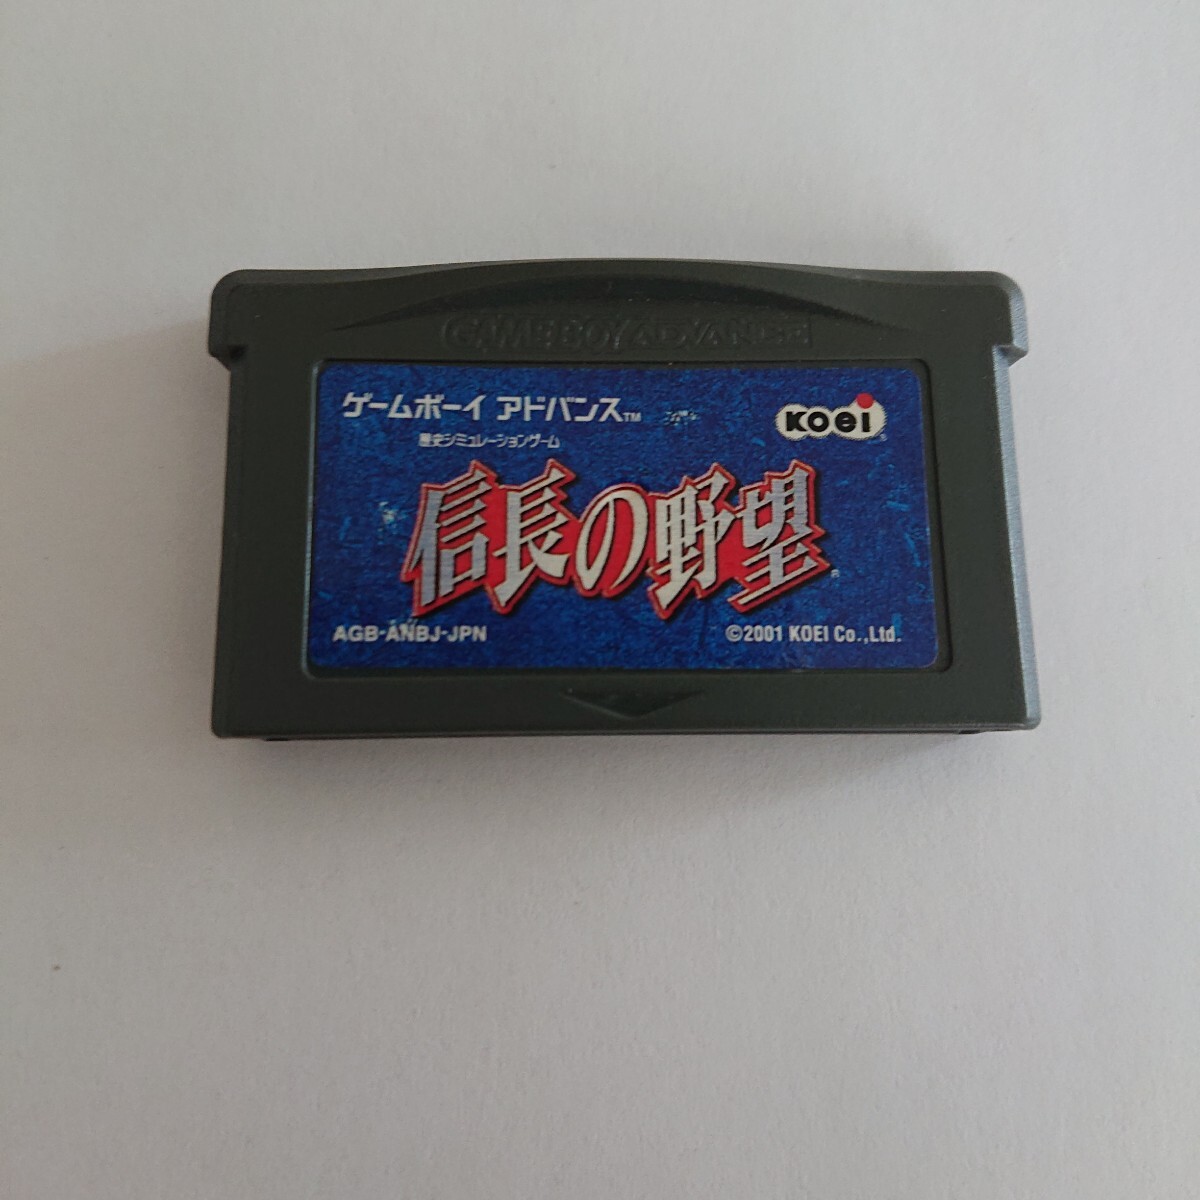 GAME BOY ADVANCE
ゲームボーイ アドバンス™
KOEI
歴史シミュレーションゲーム
信長の野望®
AGB-ANBJ-JPN
©2001 KOEI Co.,Ltd.